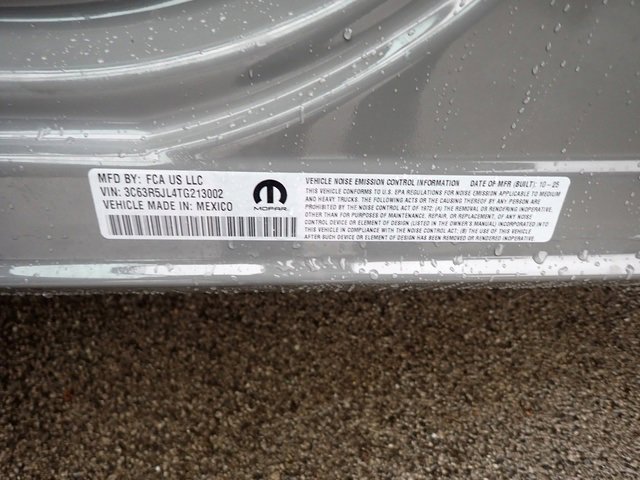 MFD BY: FCA US LLC
VIN: 3C63R5JL4TG213002
VEHICLE MADE IN: MEXICO
MOPAR
VEHICLE NOISE EMISSION CONTROL INFORMATION DATE OF MFR (BUILT): 10-25
THIS VEHICLE CONFORMS TO U.S. EPA REGULATIONS FOR NOISE EMISSION APPLICABLE TO MEDIUM
AND HEAVY TRUCKS. THE FOLLOWING ACTS OR THE CAUSING THEREOF BY ANY PERSON ARE
PROHIBITED BY THE NOISE CONTROL ACT OF 1972: (A) THE REMOVAL OR RENDERING INOPERATIVE,
OTHER THAN FOR PURPOSES OF MAINTENANCE, REPAIR, OR REPLACEMENT, OF ANY NOISE
CONTROL DEVICE OR ELEMENT OF DESIGN (LISTED IN THE OWNER'S MANUAL) INCORPORATED INTO
THIS VEHICLE IN COMPLIANCE WITH THE NOISE CONTROL ACT; (B) THE USE OF THIS VEHICLE
AFTER SUCH DEVICE OR ELEMENT OF DESIGN HAS BEEN REMOVED OR RENDERED INOPERATIVE.